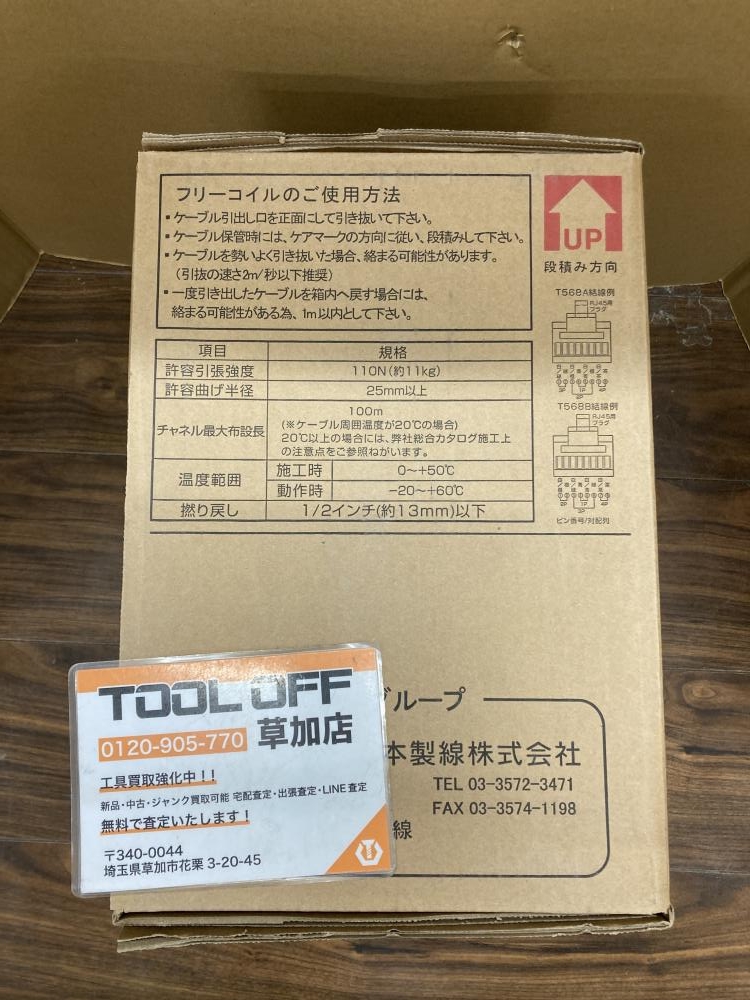 フリーコイルのご使用方法
▪ケーブル引出し口を正面にして引き抜いて下さい。
▪ケーブル保管時には、ケアマークの方向に従い、段積みして下さい。
▪ケーブルを勢いよく引き抜いた場合、絡まる可能性があります。
（引抜の速さ2m/秒以下推奨）
▪一度引き出したケーブルを箱内へ戻す場合には、
絡まる可能性がある為、1m以内として下さい。
UP
段積み方向
T568A結線例
RJ45用
プラグ
3P
T568B結線例
RJ45用
プラグ
3P
ピン番号/対配列
項目 規格
許容引張強度 110N(約11kg)
許容曲げ半径 25mm以上
チャネル最大布設長 100m
(※ケーブル周囲温度が20℃の場合)
20℃以上の場合には、弊社総合カタログ施工上
の注意点をご参照ねがいます。
温度範囲 施工時 0～+50℃
動作時 −20～+60℃
撚り戻し 1/2インチ(約13mm)以下
グループ
本製線株式会社
TEL 03-3572-3471
FAX 03-3574-1198
線
TOOL OFF
0120-905-770 草加店
工具買取強化中！！
新品・中古・ジャンク買取可能 宅配査定・出張査定・LINE査定
無料で査定いたします！
〒340-0044
埼玉県草加市花栗 3-20-45